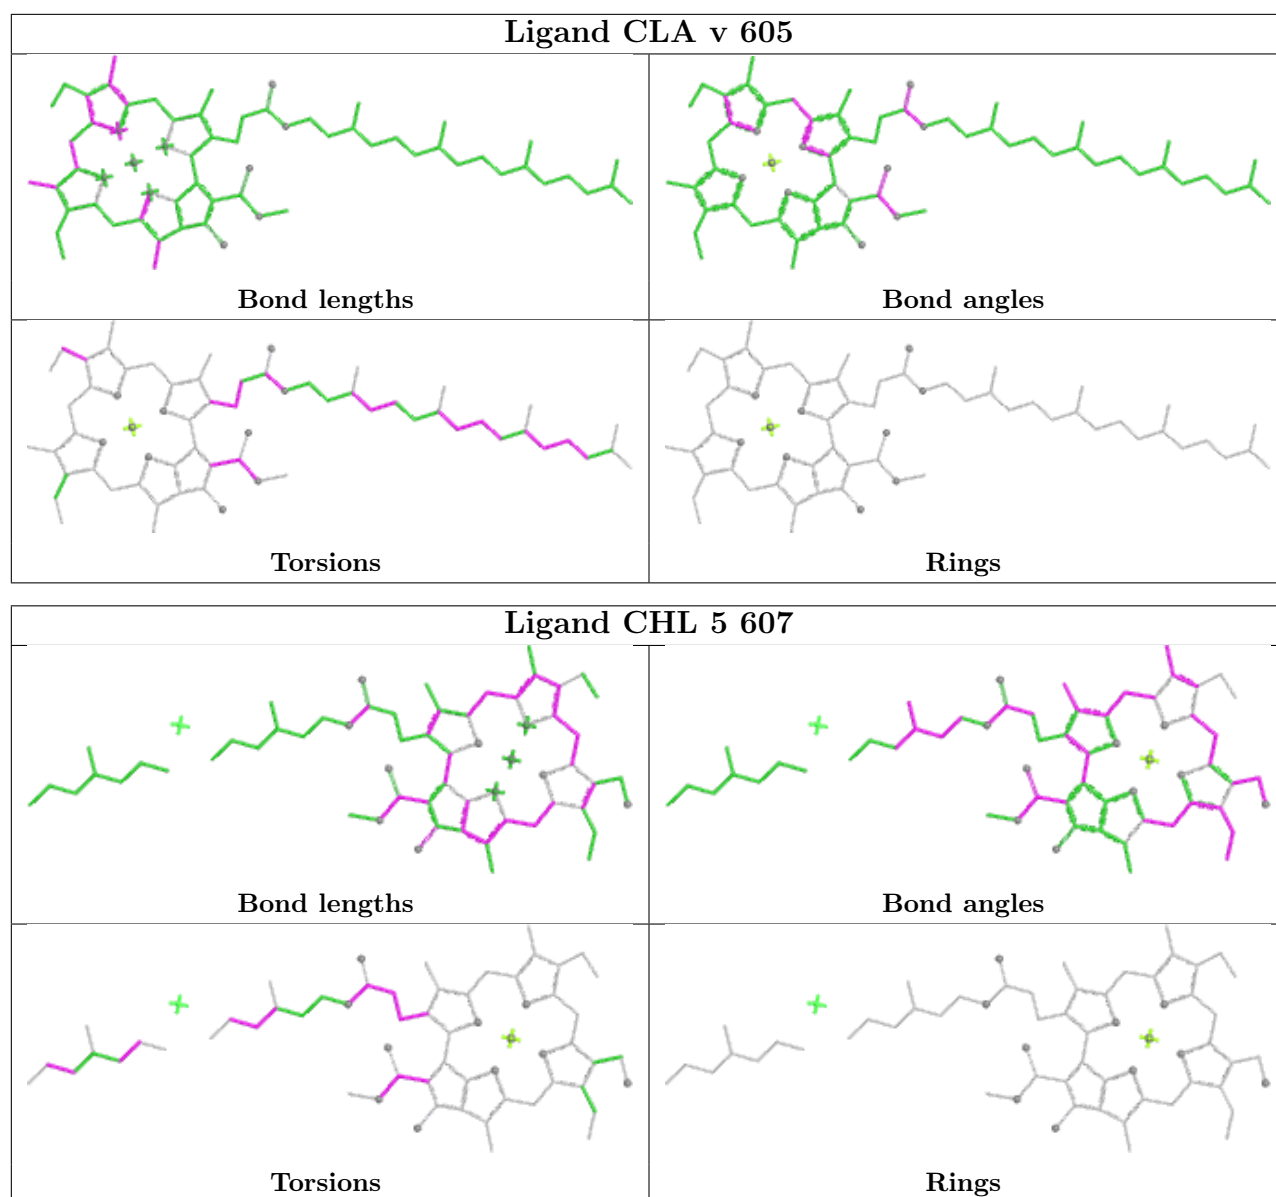 Ligand CLA v 605
Bond lengths
Bond angles
Torsions
Rings
Ligand CHL 5 607
Bond lengths
Bond angles
Torsions
Rings